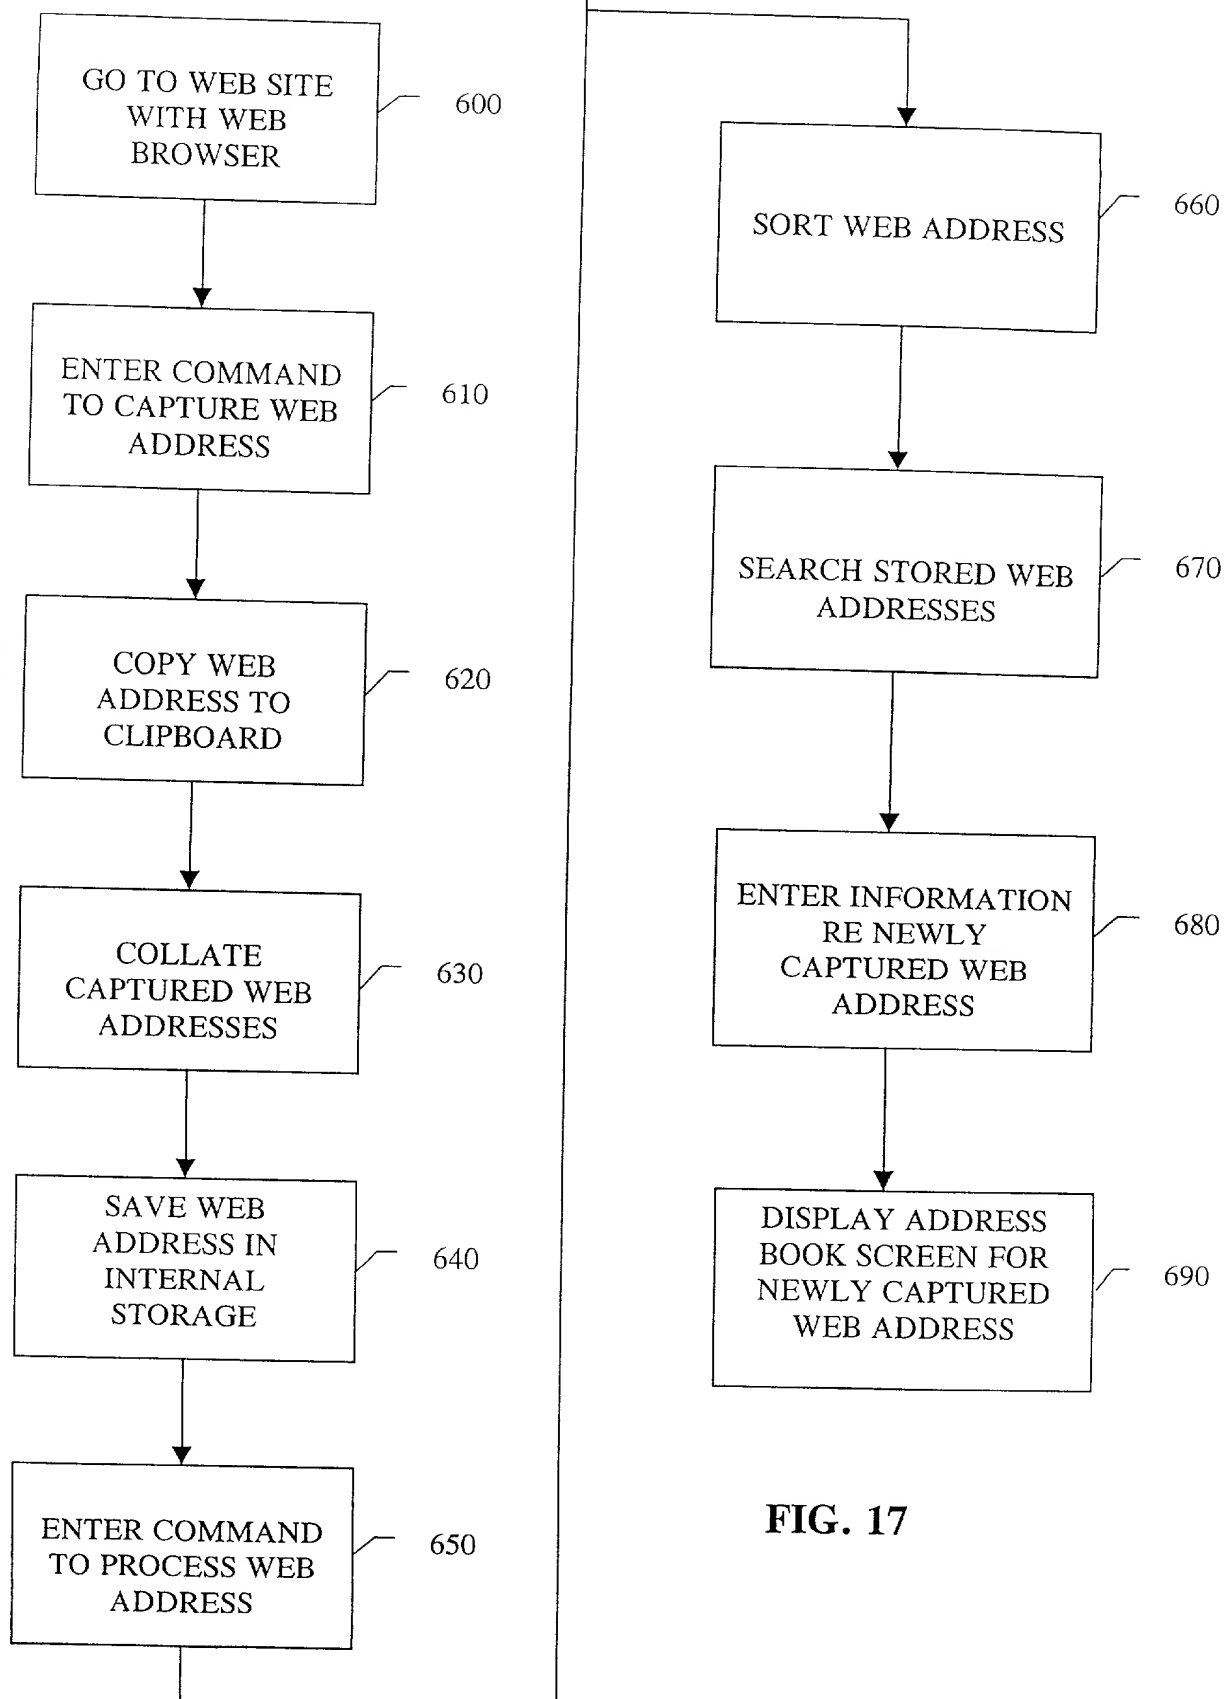 GO TO WEB SITE
WITH WEB
BROWSER
600
ENTER COMMAND
TO CAPTURE WEB
ADDRESS
610
COPY WEB
ADDRESS TO
CLIPBOARD
620
COLLATE
CAPTURED WEB
ADDRESSES
630
SAVE WEB
ADDRESS IN
INTERNAL
STORAGE
640
ENTER COMMAND
TO PROCESS WEB
ADDRESS
650
SORT WEB ADDRESS
660
SEARCH STORED WEB
ADDRESSES
670
ENTER INFORMATION
RE NEWLY
CAPTURED WEB
ADDRESS
680
DISPLAY ADDRESS
BOOK SCREEN FOR
NEWLY CAPTURED
WEB ADDRESS
690
FIG. 17